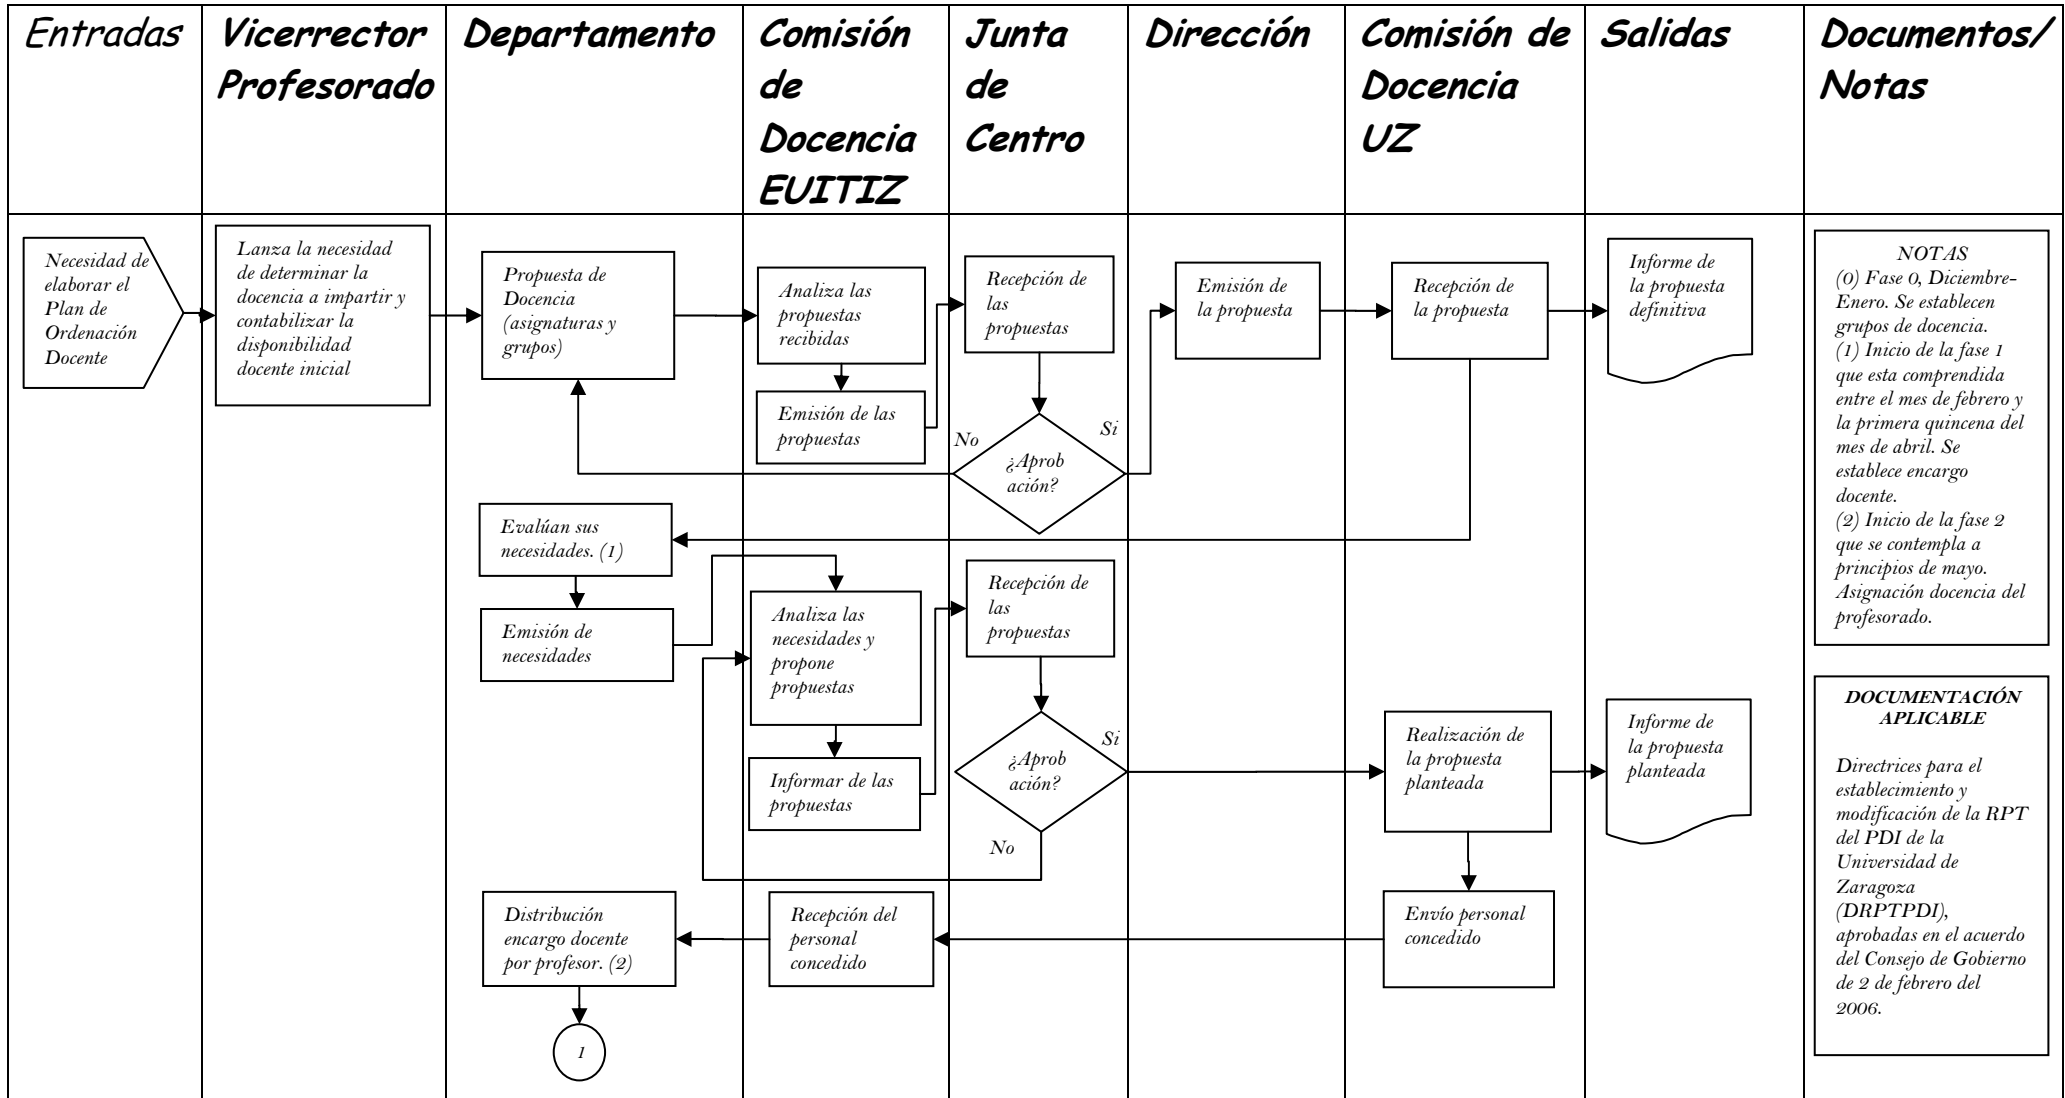 Entradas
Vicerrector
Profesorado
Departamento
Comisión
de
Docencia
EUITIZ
Junta
de
Centro
Dirección
Comisión de
Docencia
UZ
Salidas
Documentos/
Notas
Necesidad de
elaborar el
Plan de
Ordenación
Docente
Lanza la necesidad
de determinar la
docencia a impartir y
contabilizar la
disponibilidad
docente inicial
Propuesta de
Docencia
(asignaturas y
grupos)
Analiza las
propuestas
recibidas
Emisión de las
propuestas
Recepción de
las
propuestas
No
¿Aprob
ación?
Si
Emisión de
la propuesta
Recepción de
la propuesta
Informe de
la propuesta
definitiva
Evalúan sus
necesidades. (1)
Emisión de
necesidades
Analiza las
necesidades y
propone
propuestas
Informar de las
propuestas
Recepción de
las
propuestas
¿Aprob
ación?
Si
No
Realización de
la propuesta
planteada
Informe de
la propuesta
planteada
Envío personal
concedido
Recepción del
personal
concedido
Distribución
encargo docente
por profesor. (2)
1
NOTAS
(0) Fase 0, Diciembre-
Enero. Se establecen
grupos de docencia.
(1) Inicio de la fase 1
que esta comprendida
entre el mes de febrero y
la primera quincena del
mes de abril. Se
establece encargo
docente.
(2) Inicio de la fase 2
que se contempla a
principios de mayo.
Asignación docencia del
profesorado.
DOCUMENTACIÓN
APLICABLE
Directrices para el
establecimiento y
modificación de la RPT
del PDI de la
Universidad de
Zaragoza
(DRPTPDI),
aprobadas en el acuerdo
del Consejo de Gobierno
de 2 de febrero del
2006.